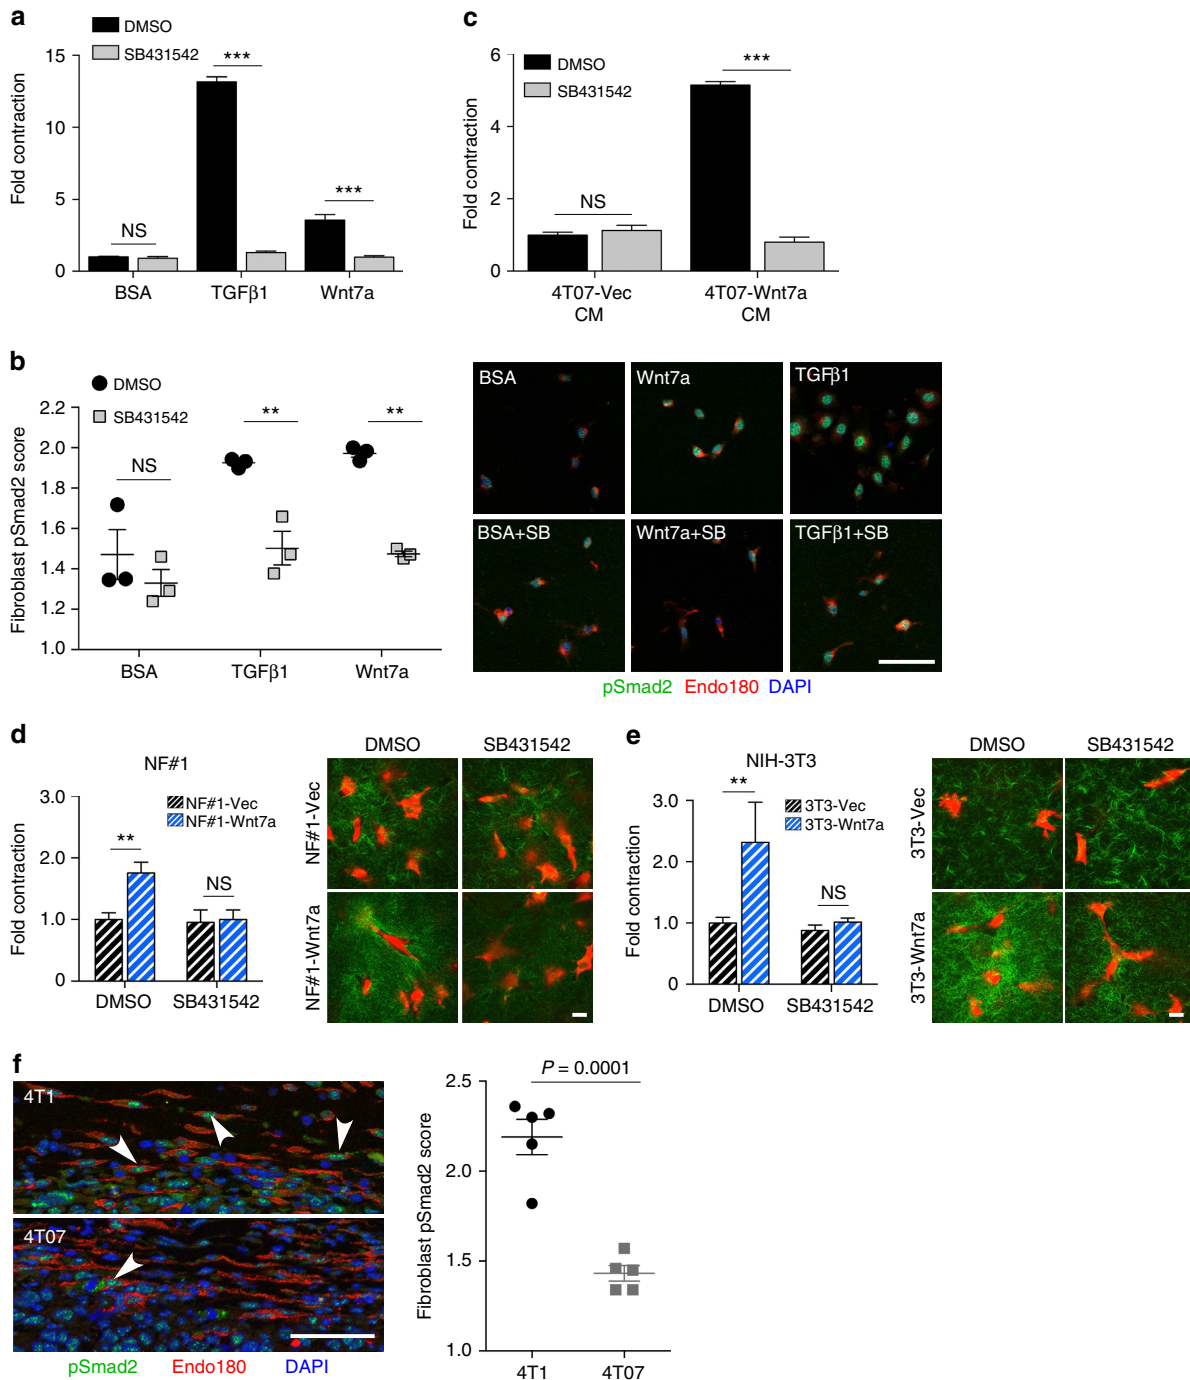 a
DMSO
SB431542
Fold contraction
15
10
5
0
NS
***
***
BSA
TGFβ1
Wnt7a
c
DMSO
SB431542
Fold contraction
6
4
2
0
NS
***
4T07-Vec
CM
4T07-Wnt7a
CM
b
DMSO
SB431542
Fibroblast pSmad2 score
2.2
2.0
1.8
1.6
1.4
1.2
1.0
NS
**
**
BSA
TGFβ1
Wnt7a
BSA
Wnt7a
TGFβ1
BSA+SB
Wnt7a+SB
TGFβ1+SB
pSmad2 Endo180 DAPI
d
NF#1
NF#1-Vec
NF#1-Wnt7a
Fold contraction
3.0
2.0
1.0
0
**
NS
DMSO
SB431542
DMSO
SB431542
NF#1-Vec
NF#1-Wnt7a
e
NIH-3T3
3T3-Vec
3T3-Wnt7a
Fold contraction
3.0
2.0
1.0
0
**
NS
DMSO
SB431542
DMSO
SB431542
3T3-Vec
3T3-Wnt7a
f
4T1
4T07
pSmad2 Endo180 DAPI
P = 0.0001
Fibroblast pSmad2 score
2.5
2.0
1.5
1.0
4T1
4T07